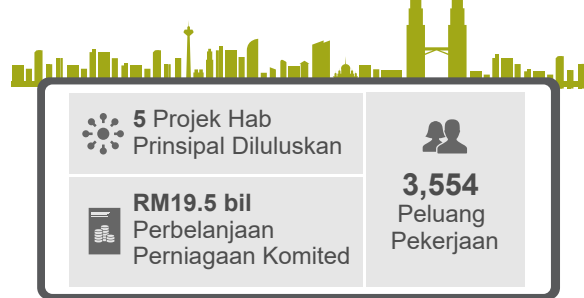 5 Projek Hab
Prinsipal Diluluskan
RM19.5 bil
Perbelanjaan
Perniagaan Komited
3,554
Peluang
Pekerjaan